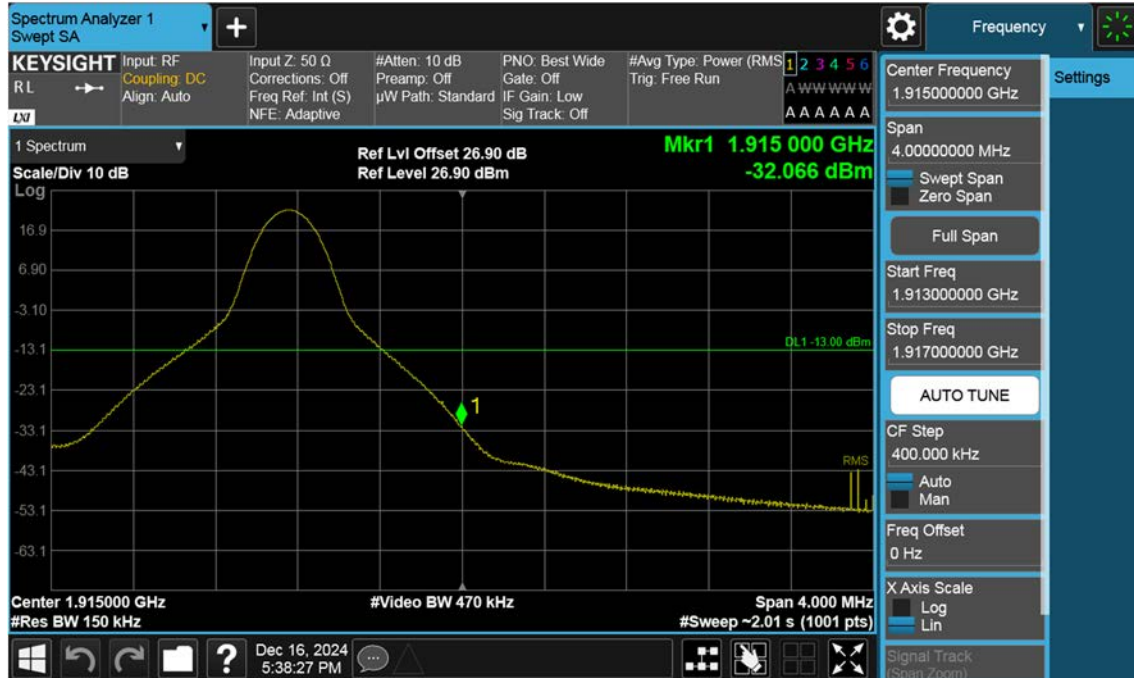 Spectrum Analyzer 1
Swept SA
+
Frequency
KEYSIGHT
R L
LXI
Input: RF
Coupling: DC
Align: Auto
Input Z: 50 Ω
Corrections: Off
Freq Ref: Int (S)
NFE: Adaptive
#Atten: 10 dB
Preamp: Off
µW Path: Standard
PNO: Best Wide
Gate: Off
IF Gain: Low
Sig Track: Off
#Avg Type: Power (RMS
Trig: Free Run
1 2 3 4 5 6
A W W W W W
A A A A A A
1 Spectrum
Scale/Div 10 dB
Log
Ref Lvl Offset 26.90 dB
Ref Level 26.90 dBm
Mkr1 1.915 000 GHz
-32.066 dBm
16.9
6.90
-3.10
-13.1
-23.1
-33.1
-43.1
-53.1
-63.1
DL1 -13.00 dBm
1
RMS
Center 1.915000 GHz
#Res BW 150 kHz
#Video BW 470 kHz
Span 4.000 MHz
#Sweep ~2.01 s (1001 pts)
?
Dec 16, 2024
5:38:27 PM
Center Frequency
1.915000000 GHz
Span
4.00000000 MHz
Swept Span
Zero Span
Full Span
Start Freq
1.913000000 GHz
Stop Freq
1.917000000 GHz
AUTO TUNE
CF Step
400.000 kHz
Auto
Man
Freq Offset
0 Hz
X Axis Scale
Log
Lin
Signal Track
(Span Zoom)
Settings